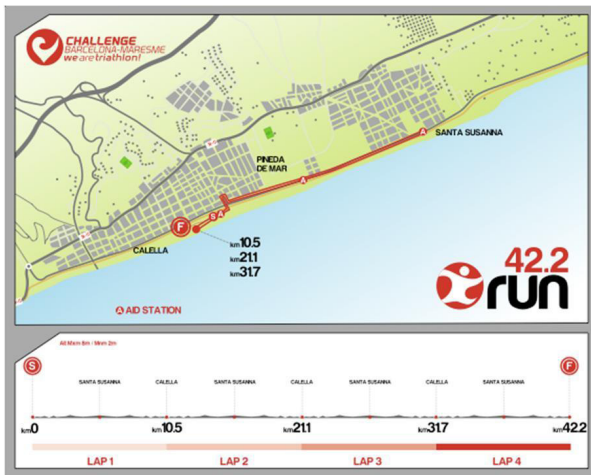 CHALLENGE
BARCELONA-MARESME
we are triathlon!
SANTA SUSANNA
A
PINEDA
DE MAR
A
S A
F
CALELLA
km10.5
km21.1
km31.7
A AID STATION
42.2
run
S
F
SANTA SUSANNA CALELLA SANTA SUSANNA CALELLA SANTA SUSANNA CALELLA SANTA SUSANNA
km0 km10.5 km21.1 km31.7 km42.2
LAP 1 LAP 2 LAP 3 LAP 4